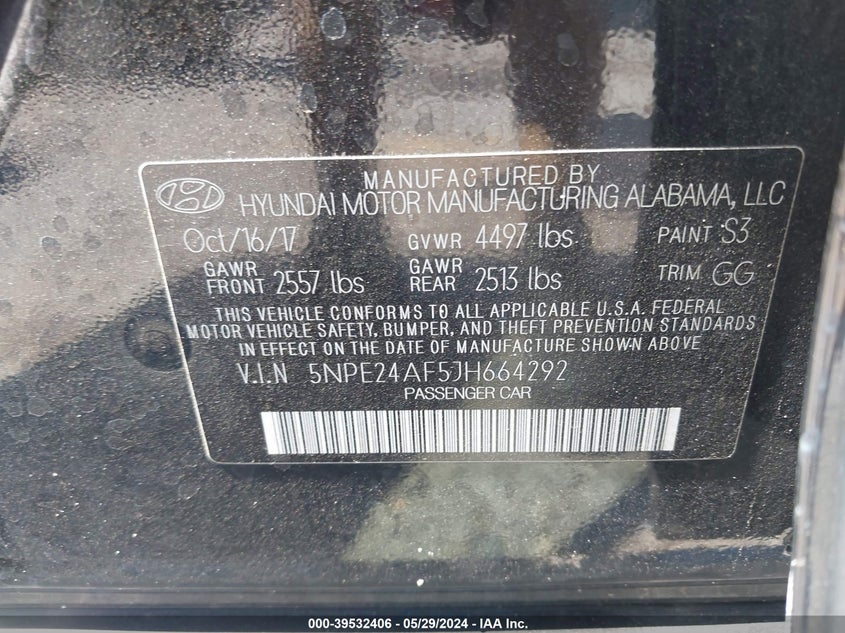 MANUFACTURED BY
HYUNDAI MOTOR MANUFACTURING ALABAMA, LLC
Oct/16/17 GVWR 4497 lbs PAINT S3
GAWR FRONT 2557 lbs GAWR REAR 2513 lbs TRIM GG
THIS VEHICLE CONFORMS TO ALL APPLICABLE U.S.A. FEDERAL
MOTOR VEHICLE SAFETY, BUMPER, AND THEFT PREVENTION STANDARDS
IN EFFECT ON THE DATE OF MANUFACTURE SHOWN ABOVE
V.I.N 5NPE24AF5JH664292
PASSENGER CAR
000-39532406 - 05/29/2024 - IAA Inc.